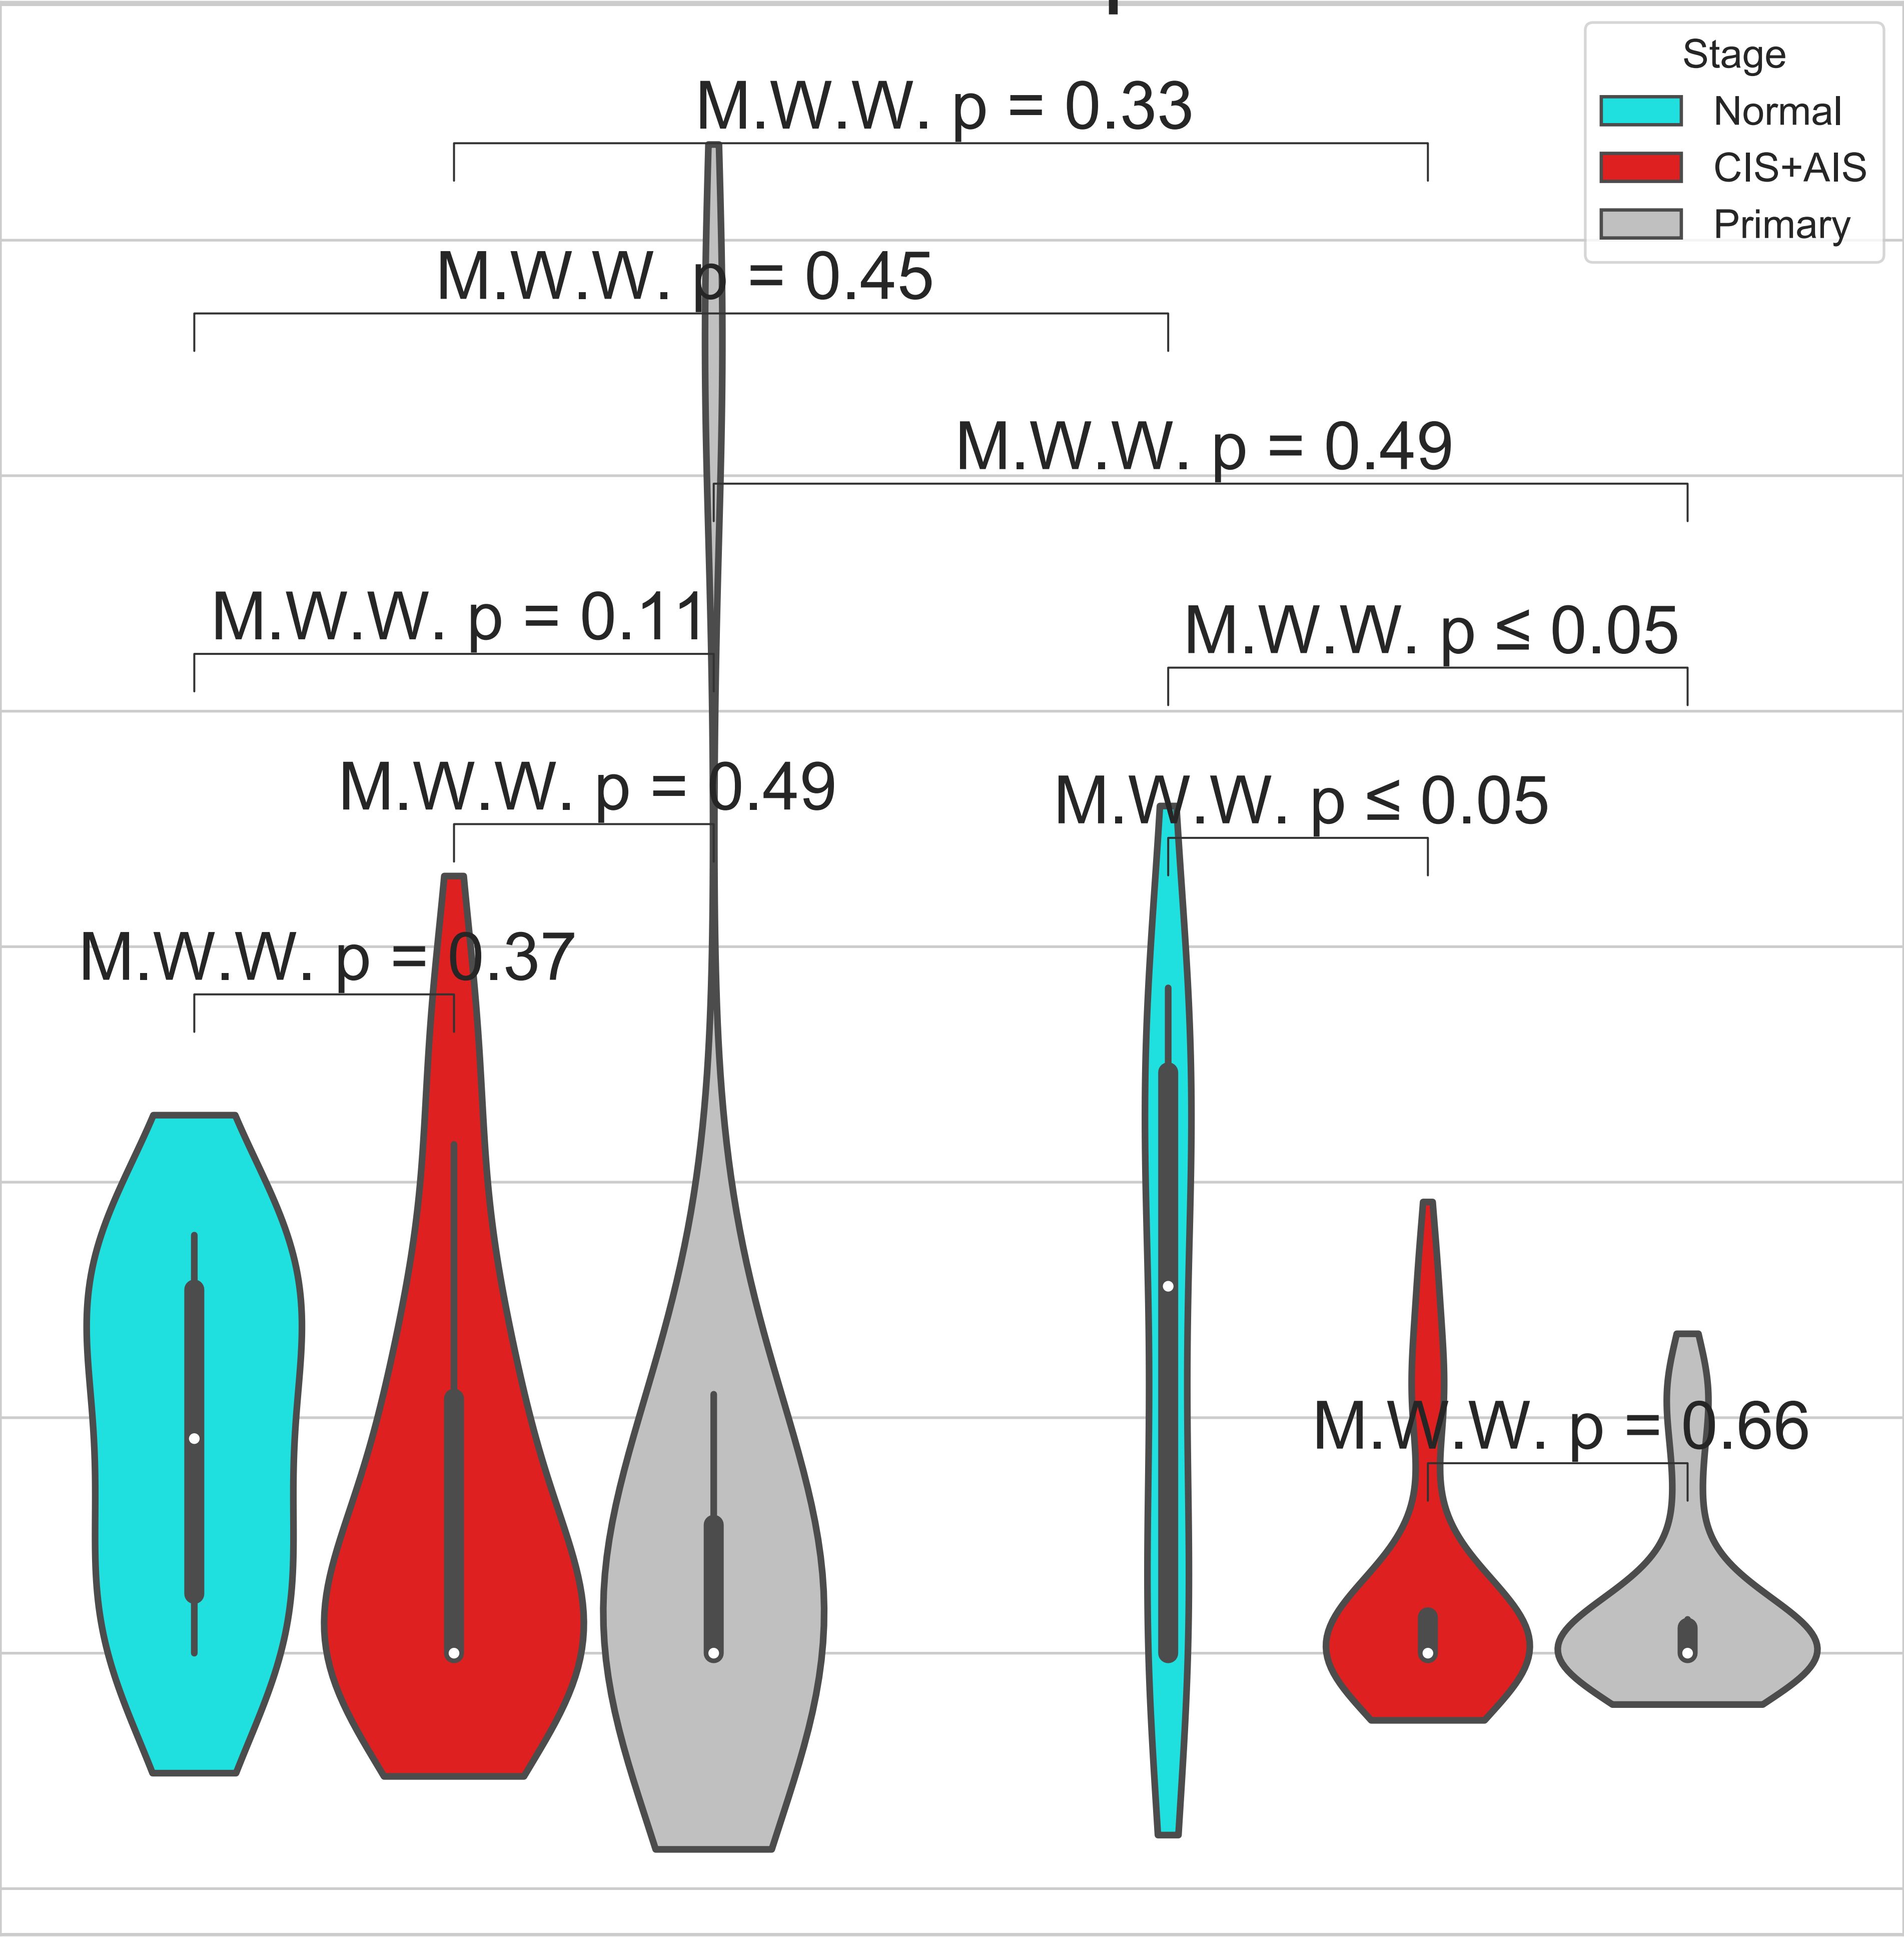 Stage
Normal
CIS+AIS
Primary
M.W.W. p = 0.33
M.W.W. p = 0.45
M.W.W. p = 0.49
M.W.W. p = 0.11
M.W.W. p ≤ 0.05
M.W.W. p = 0.49
M.W.W. p ≤ 0.05
M.W.W. p = 0.37
M.W.W. p = 0.66